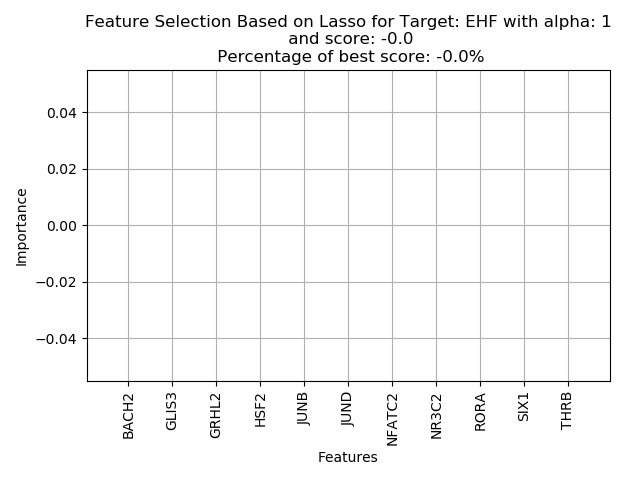 Feature Selection Based on Lasso for Target: EHF with alpha: 1
and score: -0.0
Percentage of best score: -0.0%
Importance
0.04
0.02
0.00
−0.02
−0.04
BACH2
GLIS3
GRHL2
HSF2
JUNB
JUND
NFATC2
NR3C2
RORA
SIX1
THRB
Features